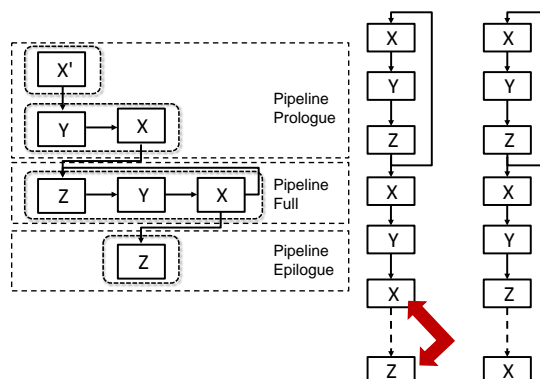 X'
Y X
Pipeline
Prologue
Z Y X
Pipeline
Full
Z
Pipeline
Epilogue
X
Y
Z
X
Y
X
Z
X
Y
Z
X
Y
Z
X